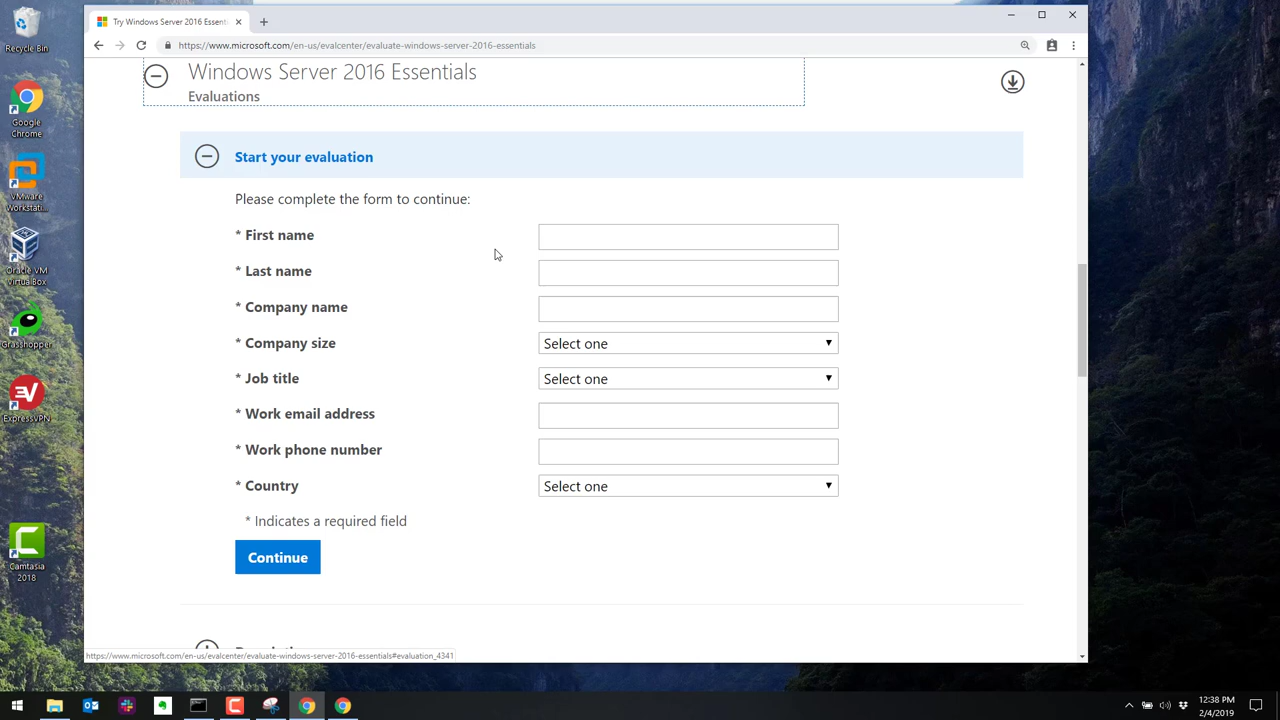 Try Windows Server 2016 Essenti
https://www.microsoft.com/en-us/evalcenter/evaluate-windows-server-2016-essentials
Recycle Bin
Google
Chrome
VMware
Workstati...
Oracle VM
VirtualBox
Grasshopper
ExpressVPN
Camtasia
2018
Windows Server 2016 Essentials
Evaluations
Start your evaluation
Please complete the form to continue:
* First name
* Last name
* Company name
* Company size
Select one
* Job title
Select one
* Work email address
* Work phone number
* Country
Select one
* Indicates a required field
Continue
https://www.microsoft.com/en-us/evalcenter/evaluate-windows-server-2016-essentials#evaluation_4341
12:38 PM
2/4/2019